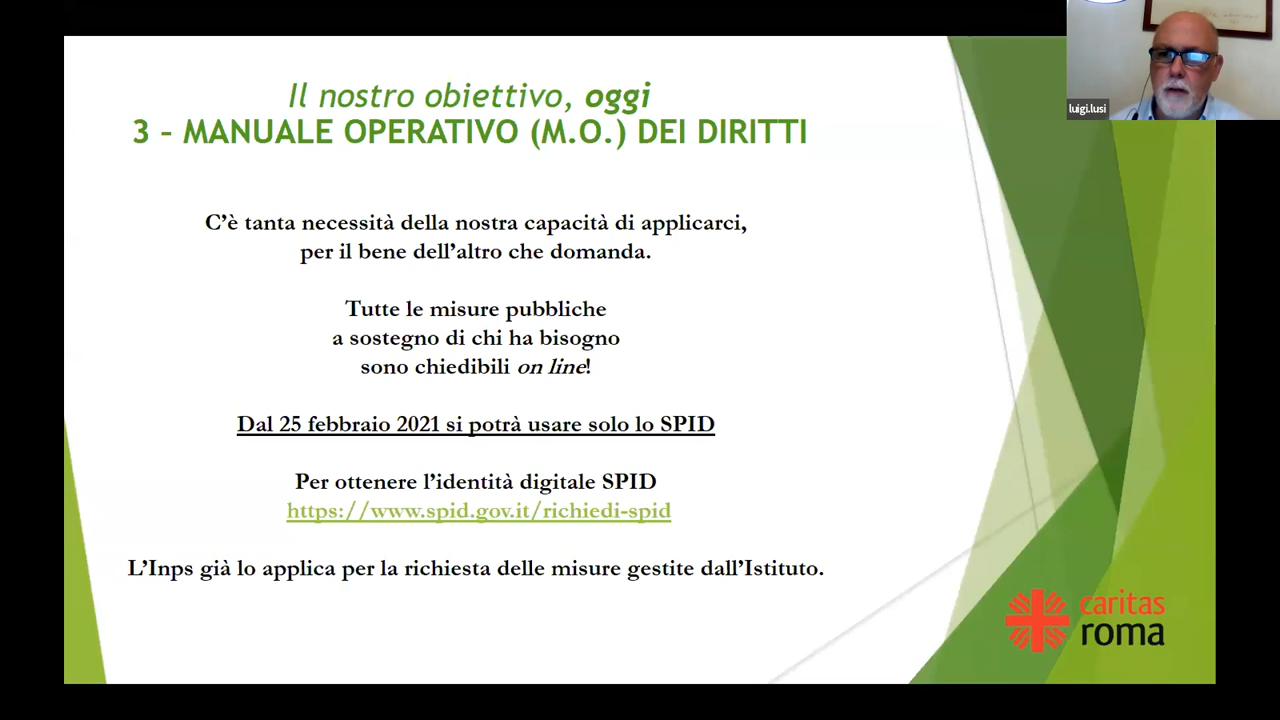 luigi.lusi
Il nostro obiettivo, oggi
3 - MANUALE OPERATIVO (M.O.) DEI DIRITTI
C'è tanta necessità della nostra capacità di applicarci,
per il bene dell'altro che domanda.
Tutte le misure pubbliche
a sostegno di chi ha bisogno
sono chiedibili on line!
Dal 25 febbraio 2021 si potrà usare solo lo SPID
Per ottenere l'identità digitale SPID
https://www.spid.gov.it/richiedi-spid
L'Inps già lo applica per la richiesta delle misure gestite dall'Istituto.
caritas
roma